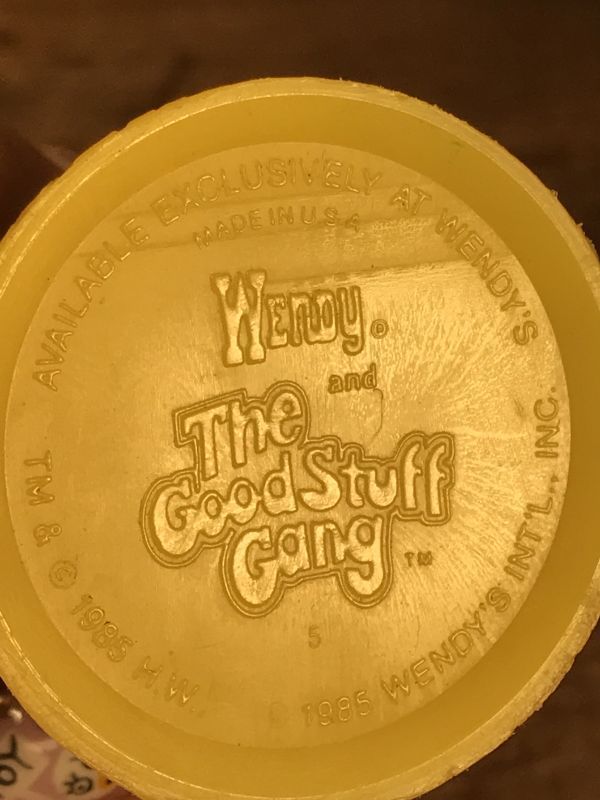 AVAILABLE EXCLUSIVELY AT WENDY'S
MADE IN U S A
Wendy ®
and
The
Good Stuff
Gang ™
5
TM & © 1985 H.W.
© 1985 WENDY'S INT'L., INC.